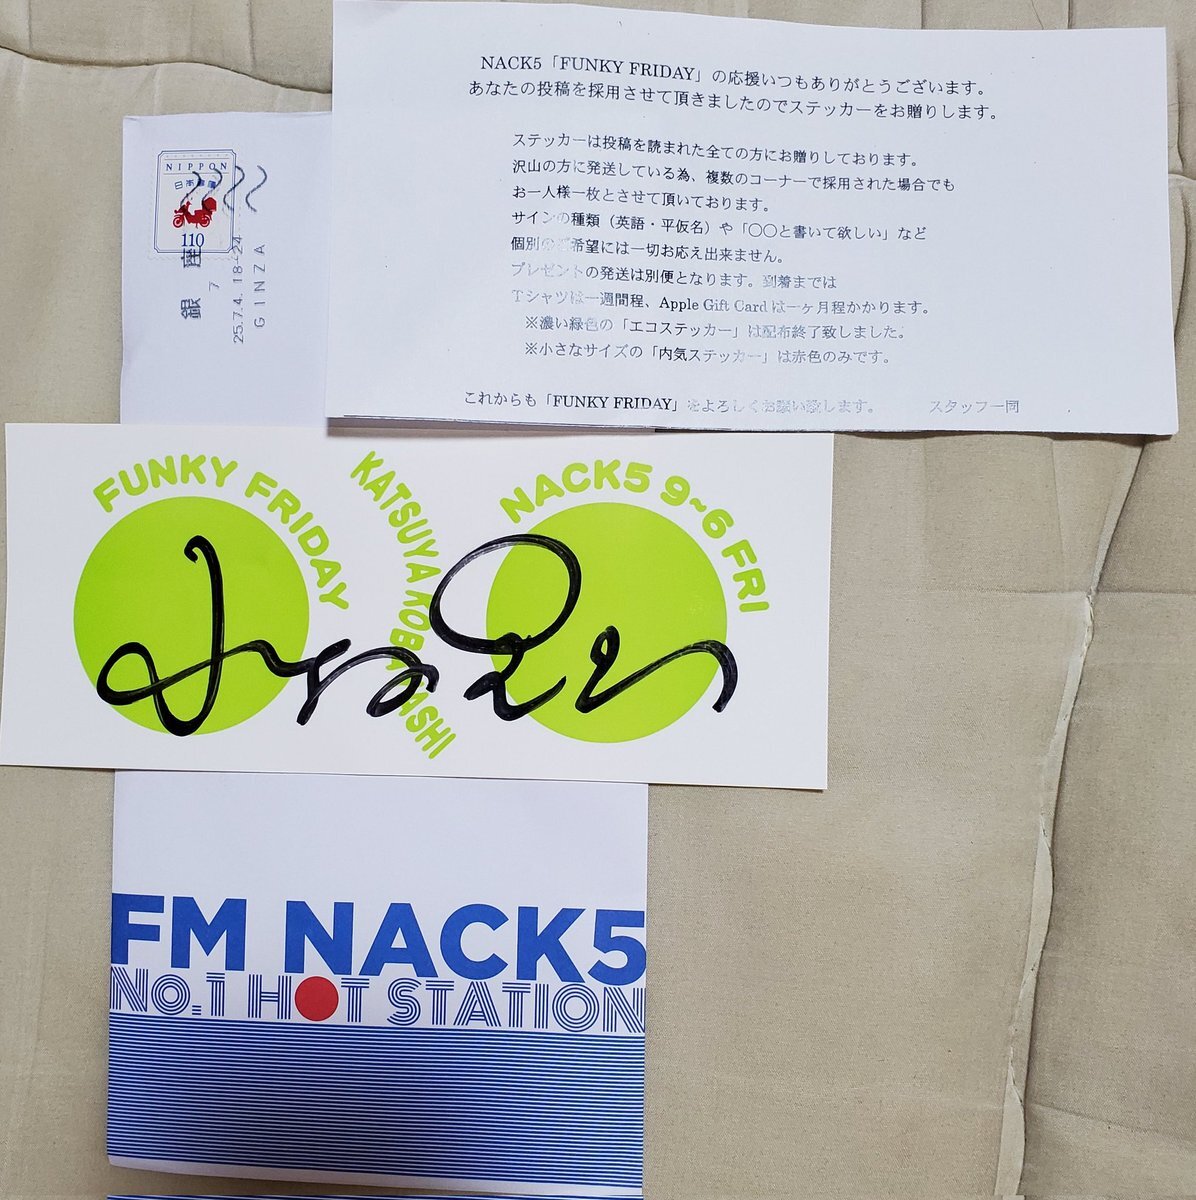 NACK5「FUNKY FRIDAY」の応援いつもありがとうございます。
あなたの投稿を採用させて頂きましたのでステッカーをお贈りします。
ステッカーは投稿を読まれた全ての方にお贈りしております。
沢山の方に発送している為、複数のコーナーで採用された場合でも
お一人様一枚とさせて頂いております。
サインの種類（英語・平仮名）や「〇〇と書いて欲しい」など
個別のご希望には一切お応え出来ません。
プレゼントの発送は別便となります。到着までは
Tシャツは一週間程、Apple Gift Card は一ヶ月程かかります。
※濃い緑色の「エコステッカー」は配布終了致しました。
※小さなサイズの「内気ステッカー」は赤色のみです。
これからも「FUNKY FRIDAY」をよろしくお願い致します。 スタッフ一同
NIPPON
日本郵便
110
銀座
7
25.7.4. 18-24
GINZA
FUNKY FRIDAY
KATSUYA KOBAYASHI
NACK5 9~6 FRI
FM NACK5
NO.1 HOT STATION